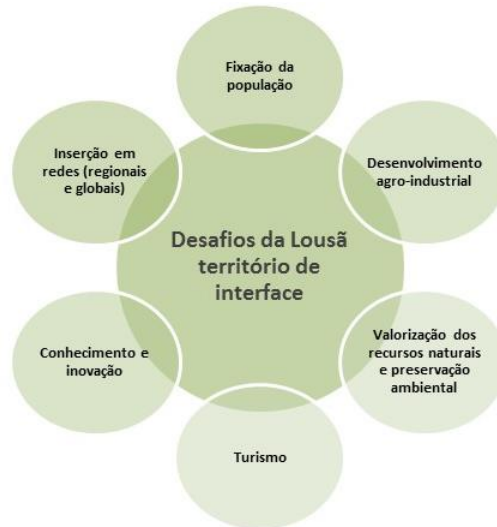 Fixação da
população
Desenvolvimento
agro-industrial
Valorização dos
recursos naturais
e preservação
ambiental
Turismo
Conhecimento e
inovação
Inserção em
redes (regionais
e globais)
Desafios da Lousã
território de
interface